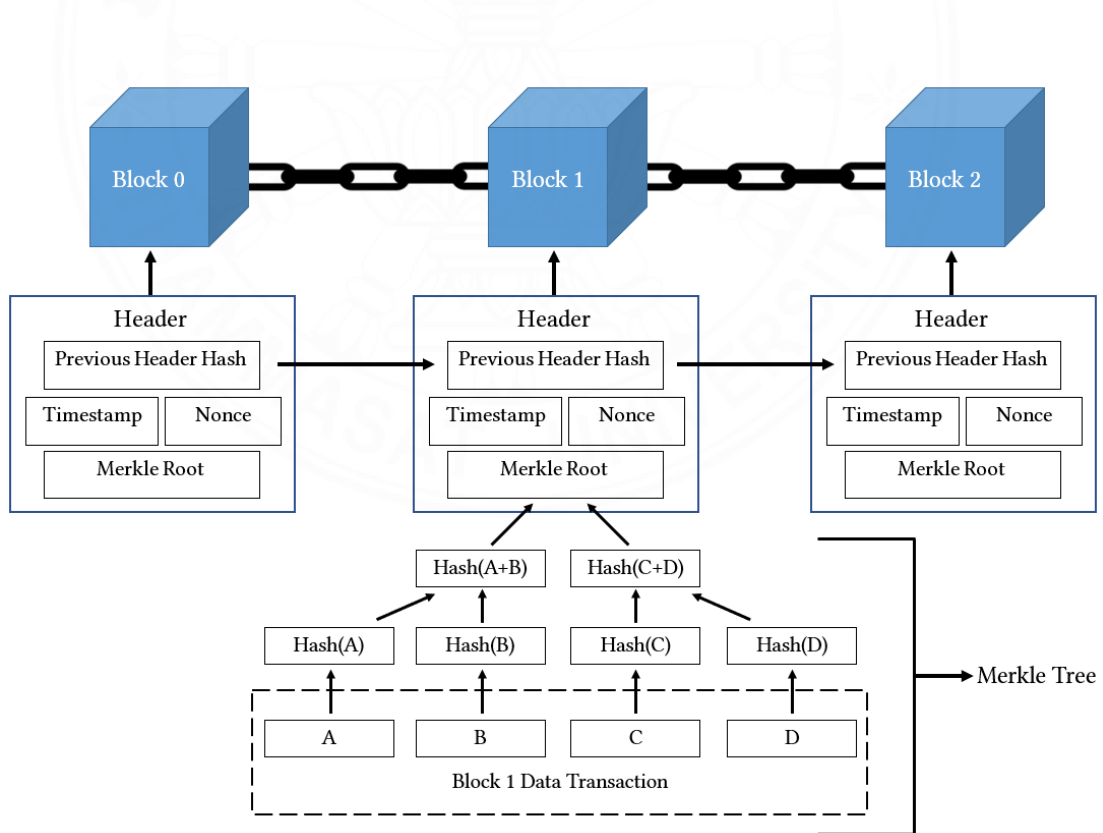 Block 0
Block 1
Block 2
Header
Header
Header
Previous Header Hash
Previous Header Hash
Previous Header Hash
Timestamp
Nonce
Timestamp
Nonce
Timestamp
Nonce
Merkle Root
Merkle Root
Merkle Root
Hash(A+B)
Hash(C+D)
Hash(A)
Hash(B)
Hash(C)
Hash(D)
Merkle Tree
A
B
C
D
Block 1 Data Transaction